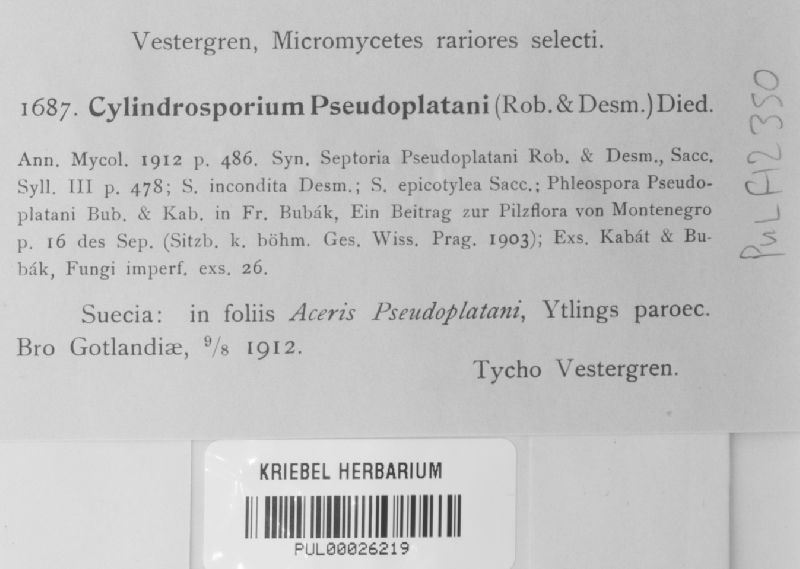 Vestergren, Micromycetes rariores selecti.
1687. Cylindrosporium Pseudoplatani (Rob. & Desm.) Died.
Ann. Mycol. 1912 p. 486. Syn. Septoria Pseudoplatani Rob. & Desm., Sacc.
Syll. III p. 478; S. incondita Desm.; S. epicotylea Sacc.; Phleospora Pseudo-
platani Bub. & Kab. in Fr. Bubák, Ein Beitrag zur Pilzflora von Montenegro
p. 16 des Sep. (Sitzb. k. böhm. Ges. Wiss. Prag. 1903); Exs. Kabát & Bu-
bák, Fungi imperf. exs. 26.
Suecia: in foliis Aceris Pseudoplatani, Ytlings paroec.
Bro Gotlandiæ, 9/8 1912.
Tycho Vestergren.
PUL F12350
KRIEBEL HERBARIUM
PUL00026219